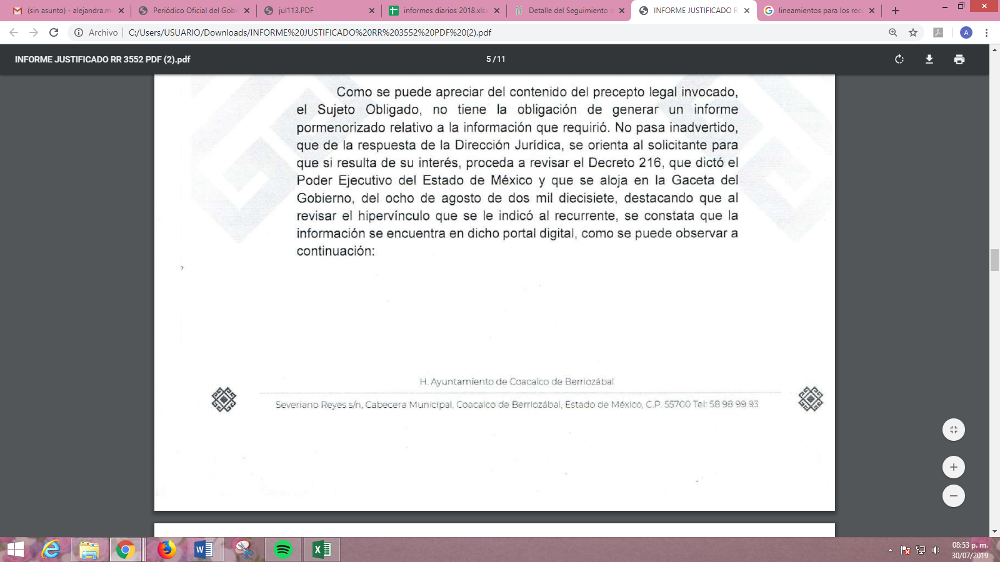 (sin asunto) - alejandra.m
Periódico Oficial del Gobi
jul113.PDF
informes diarios 2018.xlsx
Detalle del Seguimiento d
INFORME JUSTIFICADO R
lineamientos para los recu
Archivo
C:/Users/USUARIO/Downloads/INFORME%20JUSTIFICADO%20RR%203552%20PDF%20(2).pdf
A
INFORME JUSTIFICADO RR 3552 PDF (2).pdf
5 / 11
Como se puede apreciar del contenido del precepto legal invocado,
el Sujeto Obligado, no tiene la obligación de generar un informe
pormenorizado relativo a la información que requirió. No pasa inadvertido,
que de la respuesta de la Dirección Jurídica, se orienta al solicitante para
que si resulta de su interés, proceda a revisar el Decreto 216, que dictó el
Poder Ejecutivo del Estado de México y que se aloja en la Gaceta del
Gobierno, del ocho de agosto de dos mil diecisiete, destacando que al
revisar el hipervínculo que se le indicó al recurrente, se constata que la
información se encuentra en dicho portal digital, como se puede observar a
continuación:
H. Ayuntamiento de Coacalco de Berriozábal
Severiano Reyes s/n, Cabecera Municipal, Coacalco de Berriozábal, Estado de México, C.P. 55700 Tel: 58 98 99 93
08:53 p. m.
30/07/2019